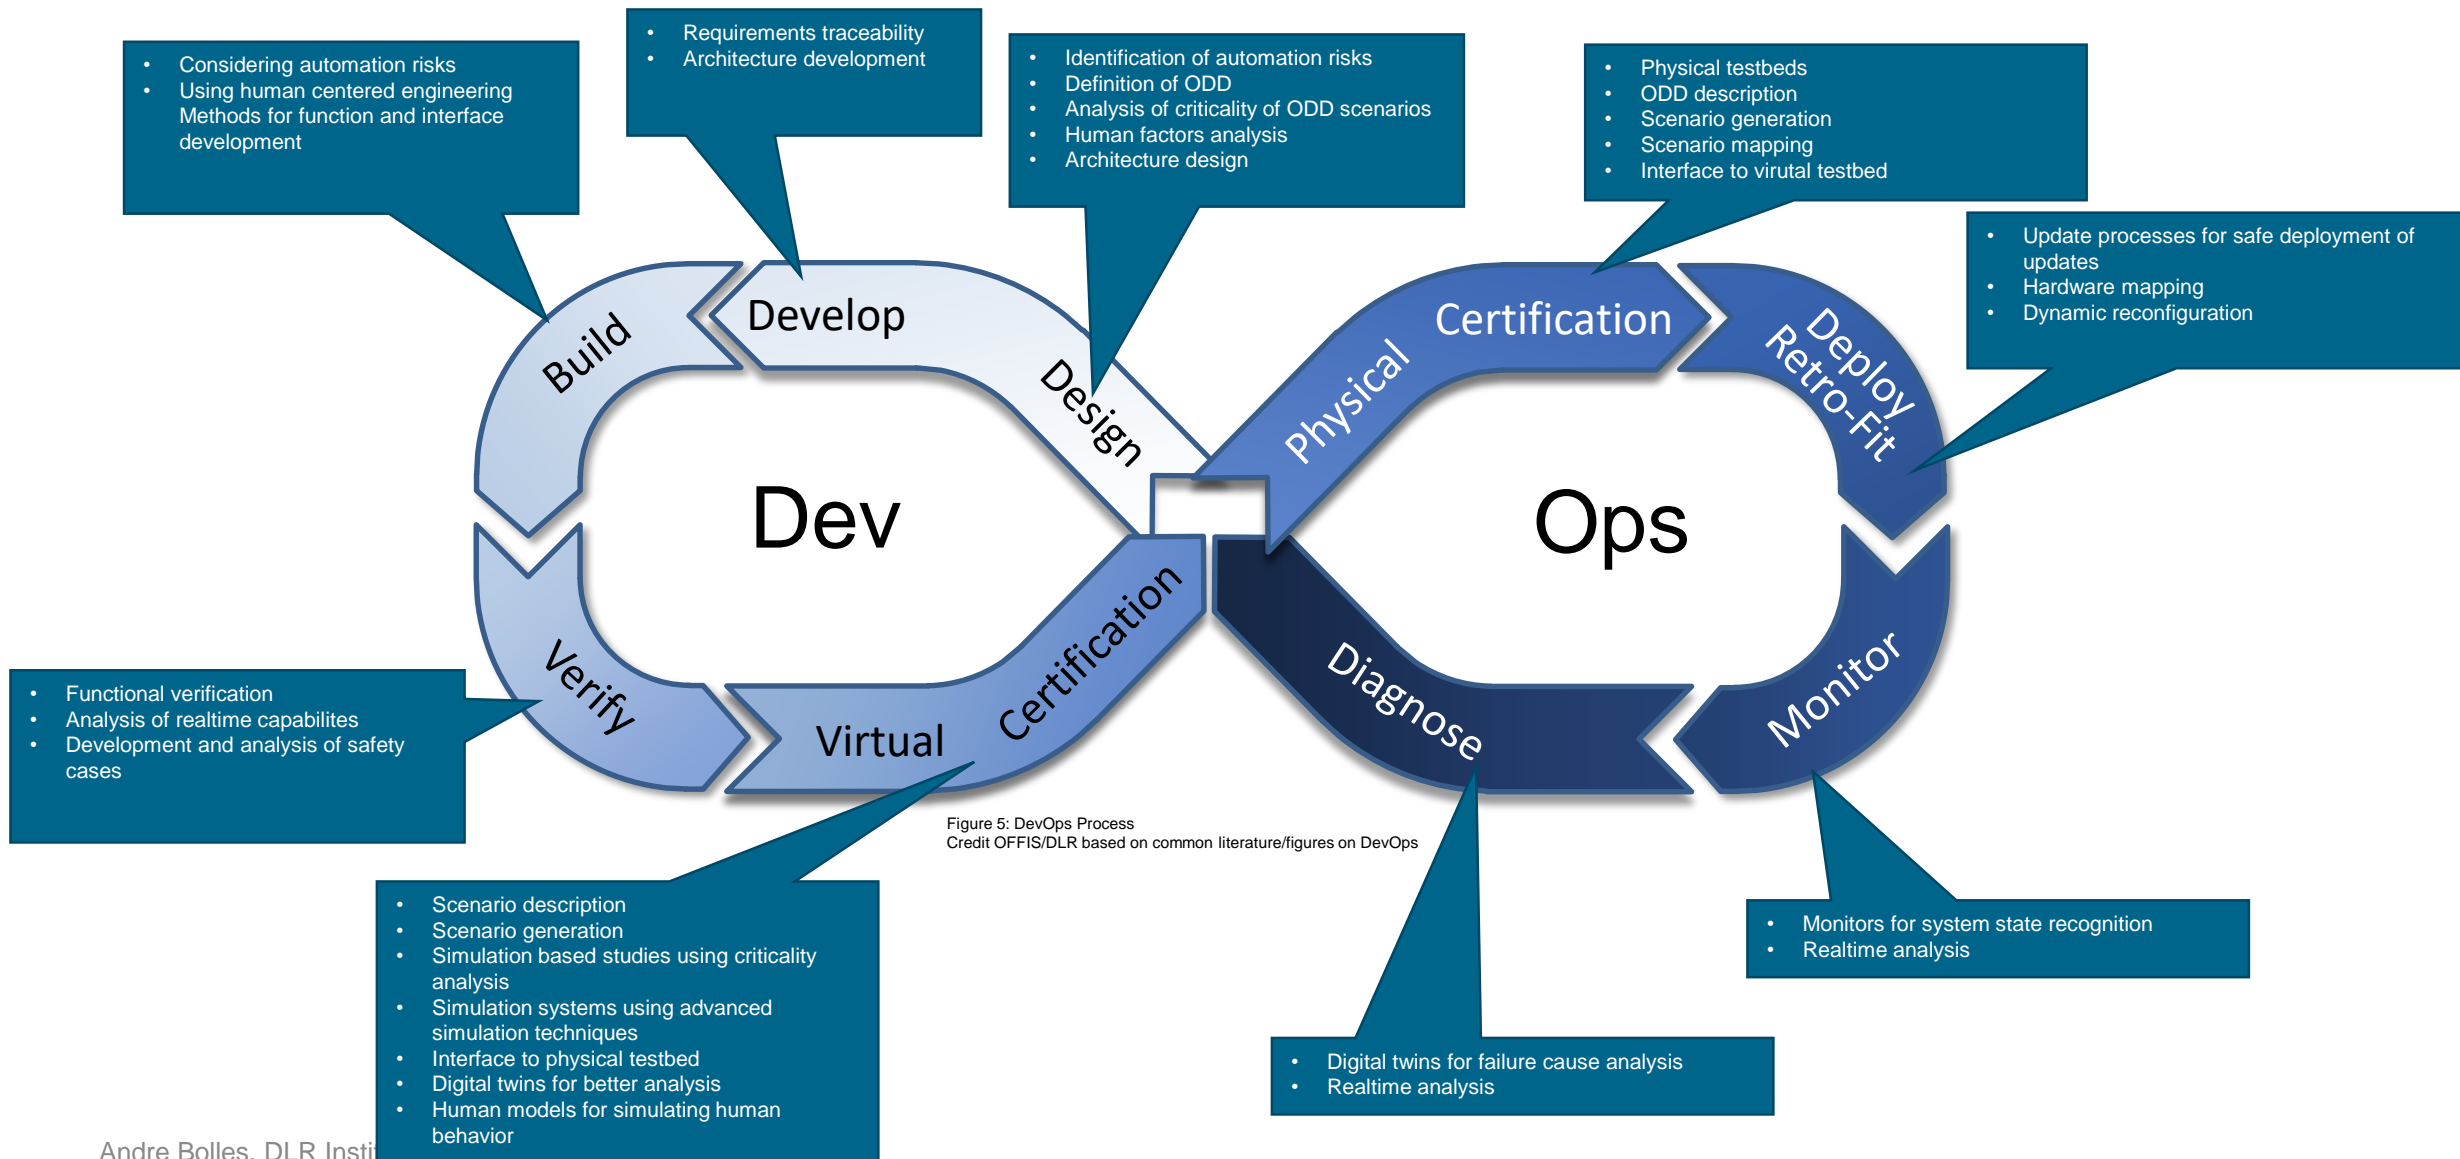 • Considering automation risks
• Using human centered engineering
Methods for function and interface
development
• Requirements traceability
• Architecture development
• Identification of automation risks
• Definition of ODD
• Analysis of criticality of ODD scenarios
• Human factors analysis
• Architecture design
• Physical testbeds
• ODD description
• Scenario generation
• Scenario mapping
• Interface to virutal testbed
• Update processes for safe deployment of
updates
• Hardware mapping
• Dynamic reconfiguration
Build
Develop
Design
Physical
Certification
Deploy
Retro-Fit
Dev
Ops
Verify
Virtual
Certification
Diagnose
Monitor
• Functional verification
• Analysis of realtime capabilites
• Development and analysis of safety
cases
Figure 5: DevOps Process
Credit OFFIS/DLR based on common literature/figures on DevOps
• Scenario description
• Scenario generation
• Simulation based studies using criticality
analysis
• Simulation systems using advanced
simulation techniques
• Interface to physical testbed
• Digital twins for better analysis
• Human models for simulating human
behavior
• Monitors for system state recognition
• Realtime analysis
• Digital twins for failure cause analysis
• Realtime analysis
Andre Bolles, DLR